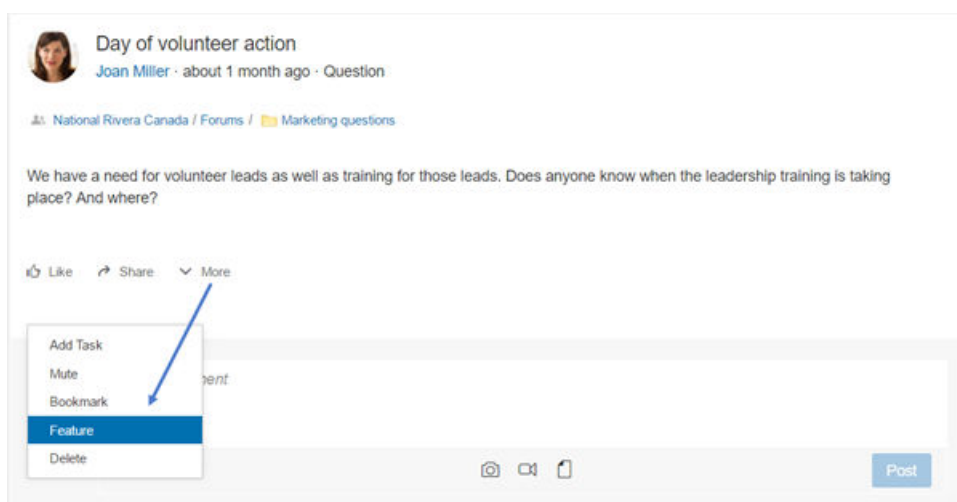 Day of volunteer action
Joan Miller · about 1 month ago · Question
National Rivera Canada / Forums / Marketing questions
We have a need for volunteer leads as well as training for those leads. Does anyone know when the leadership training is taking
place? And where?
Like Share More
Add Task
Mute
Bookmark
Feature
Delete
Post